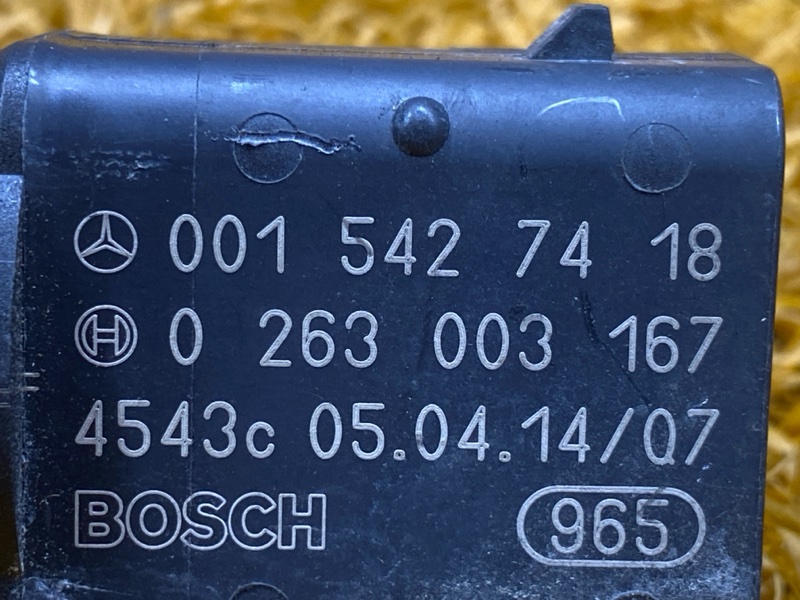 001 542 74 18
H 0 263 003 167
4543c 05.04.14/07
BOSCH 965